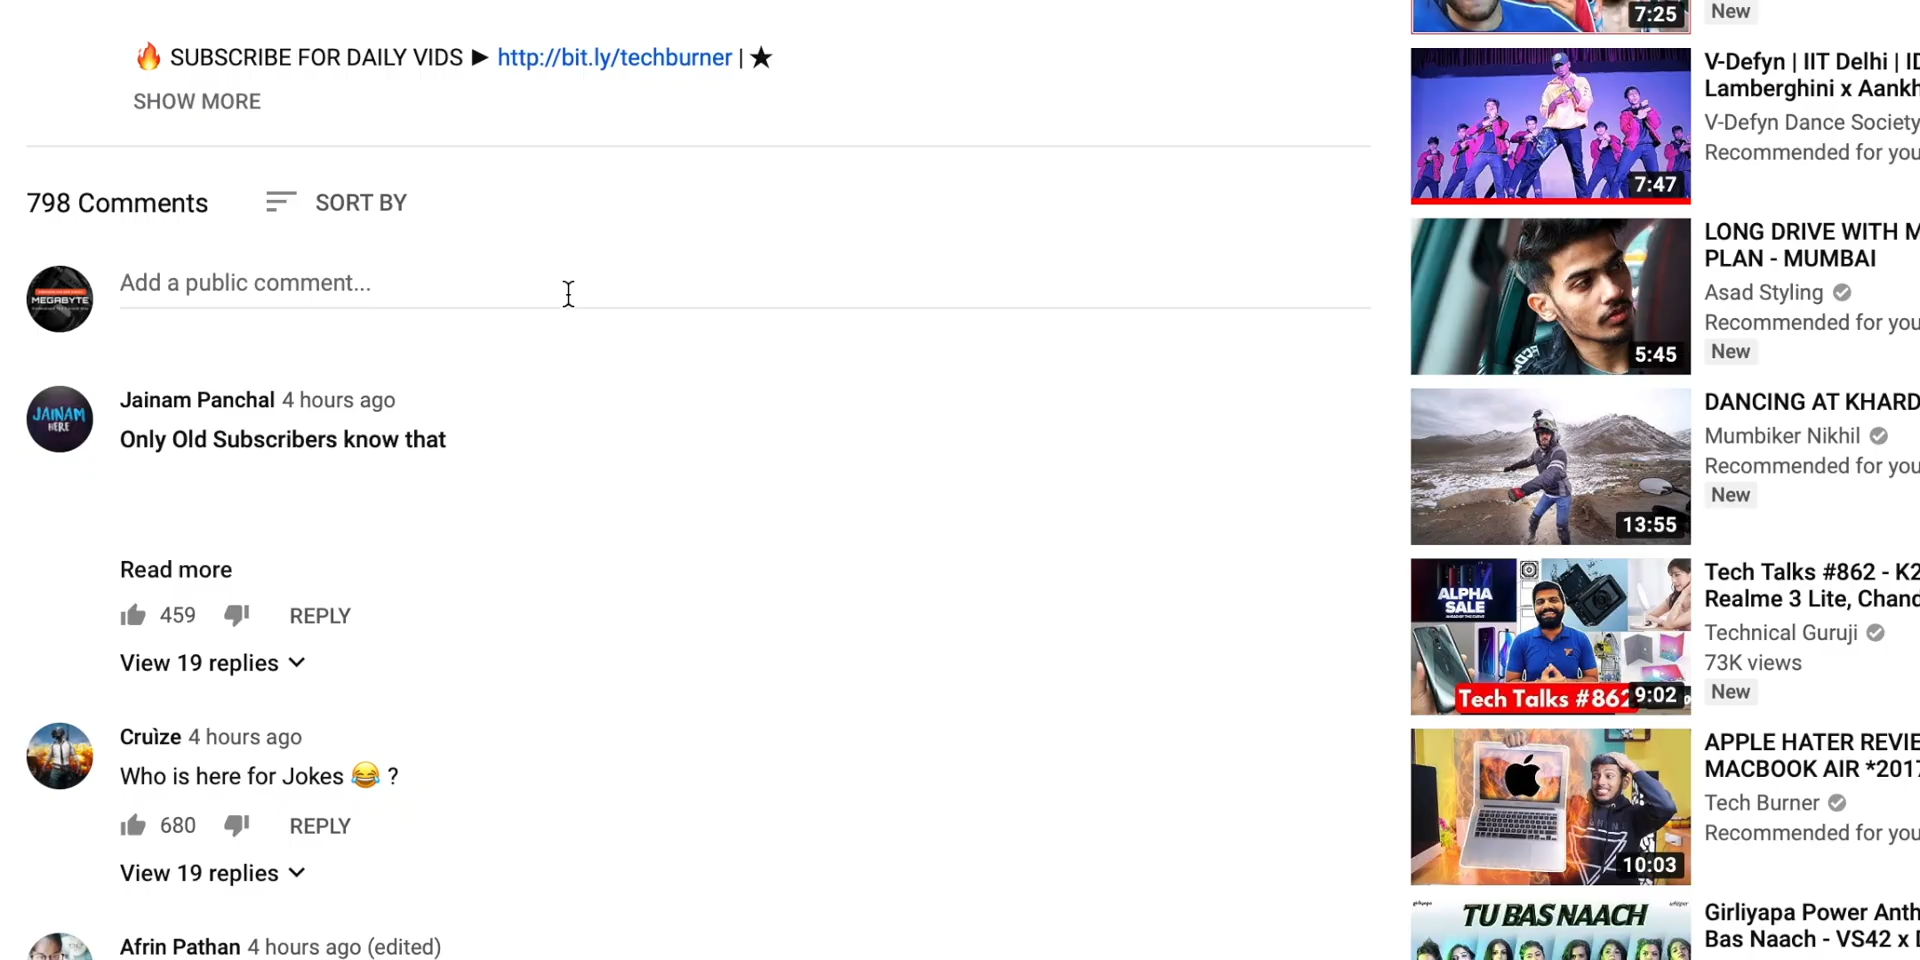 🔥 SUBSCRIBE FOR DAILY VIDS ► http://bit.ly/techburner | ★
SHOW MORE
798 Comments
SORT BY
MEGABYTE
Add a public comment...
JAINAM
HERE
Jainam Panchal 4 hours ago
Only Old Subscribers know that
Read more
459
REPLY
View 19 replies
Cruìze 4 hours ago
Who is here for Jokes 😂 ?
680
REPLY
View 19 replies
Afrin Pathan 4 hours ago (edited)
7:25
New
7:47
V-Defyn | IIT Delhi | ID
Lamborghini x Aankh
V-Defyn Dance Society
Recommended for you
5:45
LONG DRIVE WITH M
PLAN - MUMBAI
Asad Styling
Recommended for you
New
13:55
DANCING AT KHARD
Mumbiker Nikhil
Recommended for you
New
ALPHA
SALE
Tech Talks #862
9:02
Tech Talks #862 - K2
Realme 3 Lite, Chand
Technical Guruji
73K views
New
10:03
APPLE HATER REVIE
MACBOOK AIR *2017
Tech Burner
Recommended for you
girliyapa
TU BAS NAACH
Girliyapa Power Anth
Bas Naach - VS42 x D